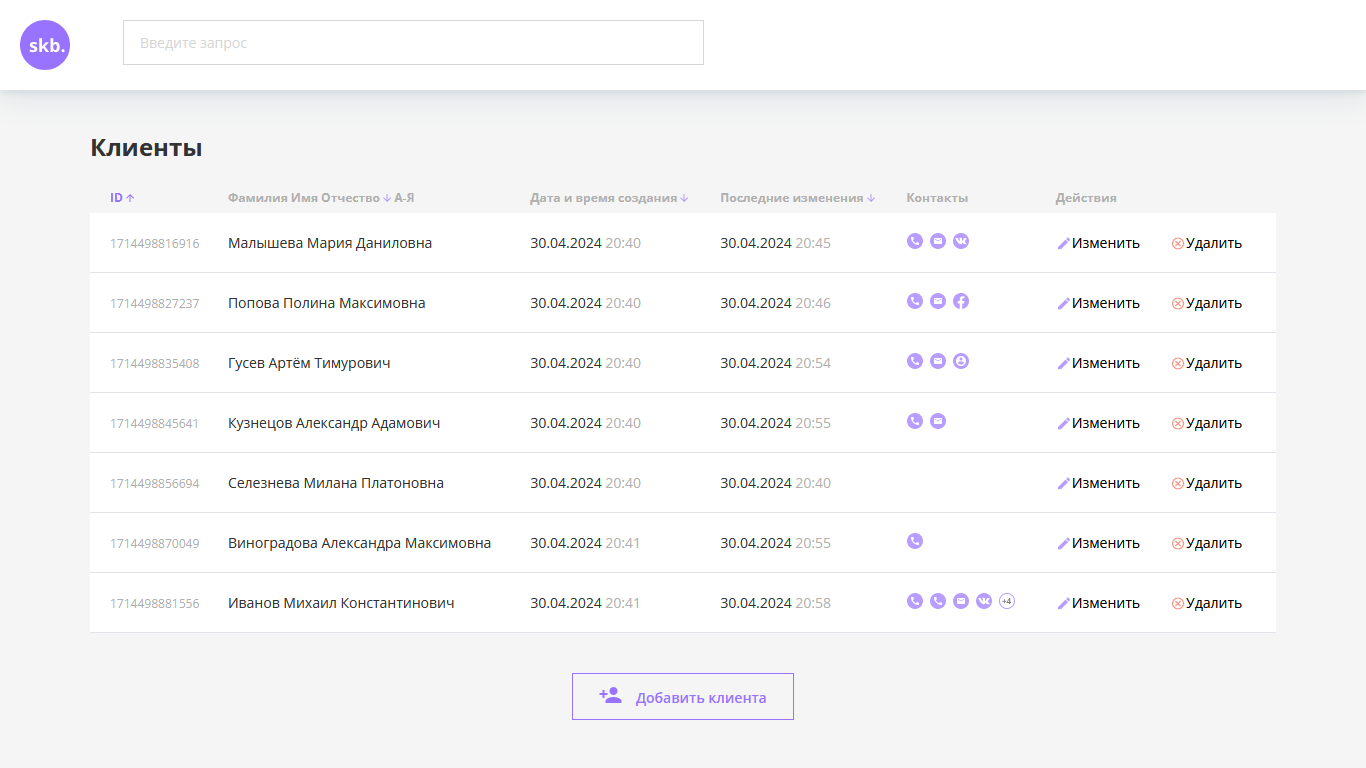 skb.
Введите запрос
Клиенты
ID Фамилия Имя Отчество А-Я Дата и время создания Последние изменения Контакты Действия
1714498816916 Малышева Мария Даниловна 30.04.2024 20:40 30.04.2024 20:45 Изменить Удалить
1714498827237 Попова Полина Максимовна 30.04.2024 20:40 30.04.2024 20:46 Изменить Удалить
1714498835408 Гусев Артём Тимурович 30.04.2024 20:40 30.04.2024 20:54 Изменить Удалить
1714498845641 Кузнецов Александр Адамович 30.04.2024 20:40 30.04.2024 20:55 Изменить Удалить
1714498856694 Селезнева Милана Платоновна 30.04.2024 20:40 30.04.2024 20:40 Изменить Удалить
1714498870049 Виноградова Александра Максимовна 30.04.2024 20:41 30.04.2024 20:55 Изменить Удалить
1714498881556 Иванов Михаил Константинович 30.04.2024 20:41 30.04.2024 20:58 +4 Изменить Удалить
Добавить клиента